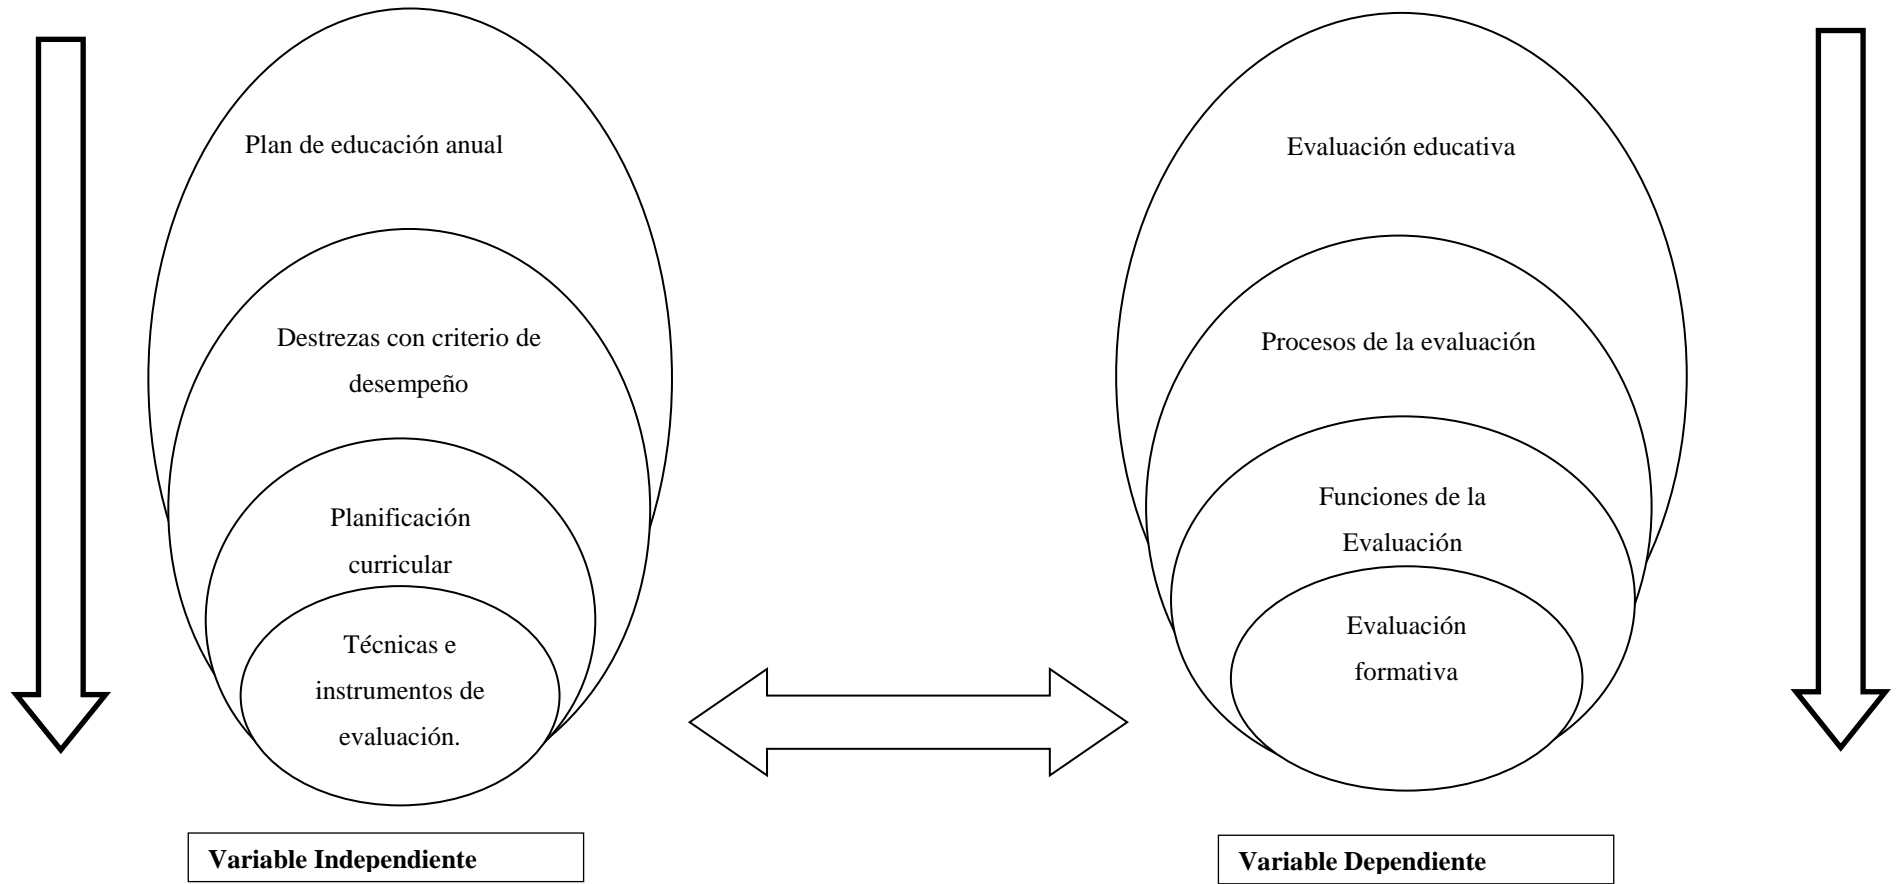 Plan de educación anual
Destrezas con criterio de
desempeño
Planificación
curricular
Técnicas e
instrumentos de
evaluación.
Variable Independiente
Evaluación educativa
Procesos de la evaluación
Funciones de la
Evaluación
Evaluación
formativa
Variable Dependiente